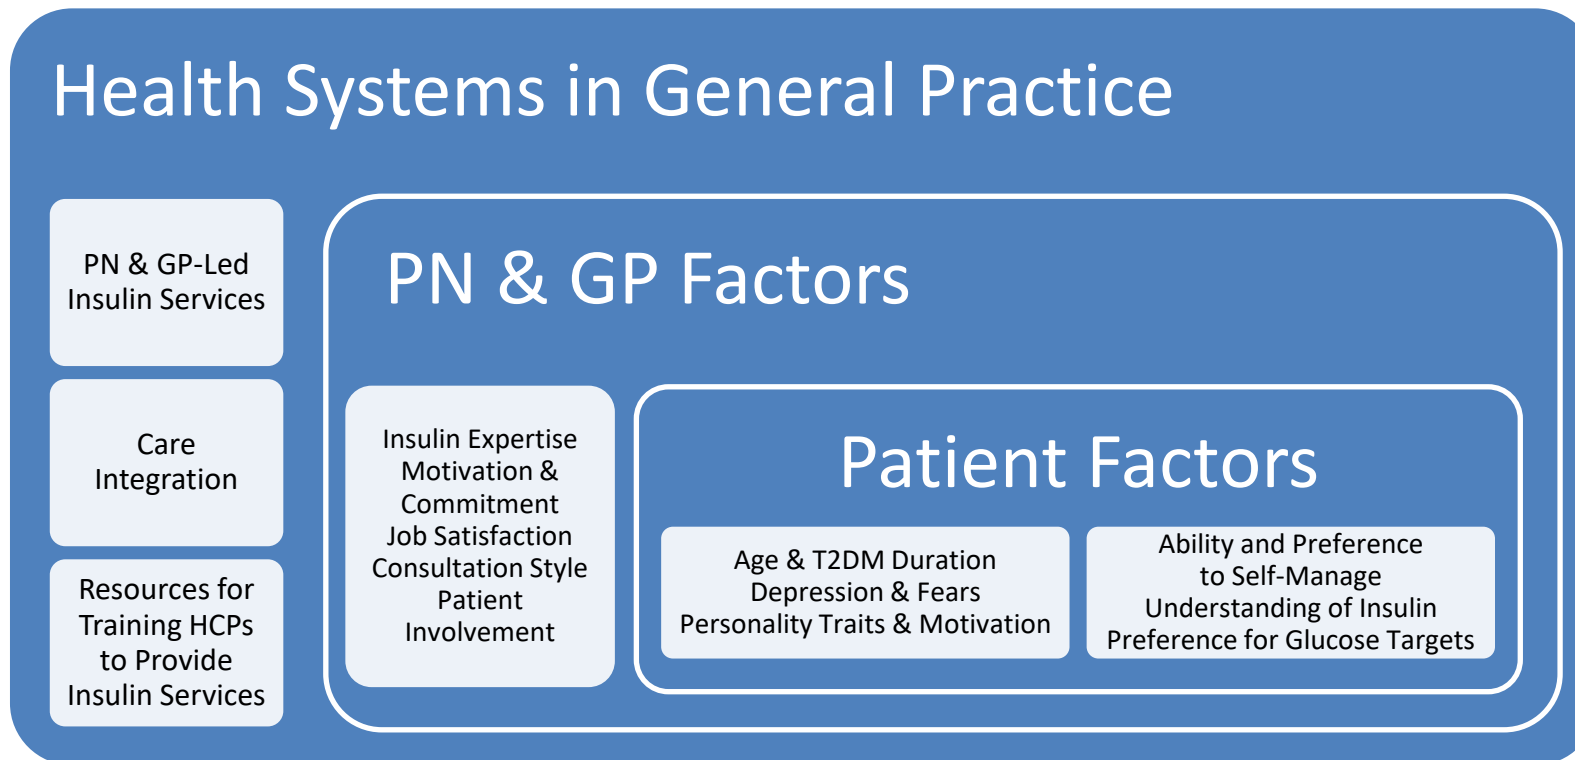 Health Systems in General Practice
PN & GP-Led
Insulin Services
Care
Integration
Resources for
Training HCPs
to Provide
Insulin Services
PN & GP Factors
Insulin Expertise
Motivation &
Commitment
Job Satisfaction
Consultation Style
Patient
Involvement
Patient Factors
Age & T2DM Duration
Depression & Fears
Personality Traits & Motivation
Ability and Preference
to Self-Manage
Understanding of Insulin
Preference for Glucose Targets